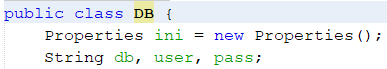 public class DB {
    Properties ini = new Properties();
    String db, user, pass;